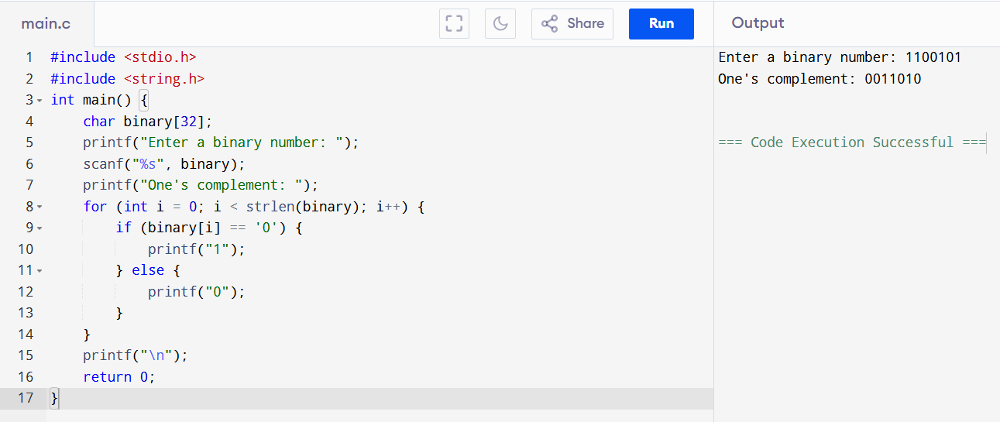 main.c Share Run Output
1 #include <stdio.h>
2 #include <string.h>
3 int main() {
4     char binary[32];
5     printf("Enter a binary number: ");
6     scanf("%s", binary);
7     printf("One's complement: ");
8     for (int i = 0; i < strlen(binary); i++) {
9         if (binary[i] == '0') {
10             printf("1");
11         } else {
12             printf("0");
13         }
14     }
15     printf("\n");
16     return 0;
17 }
Enter a binary number: 1100101
One's complement: 0011010
=== Code Execution Successful ===